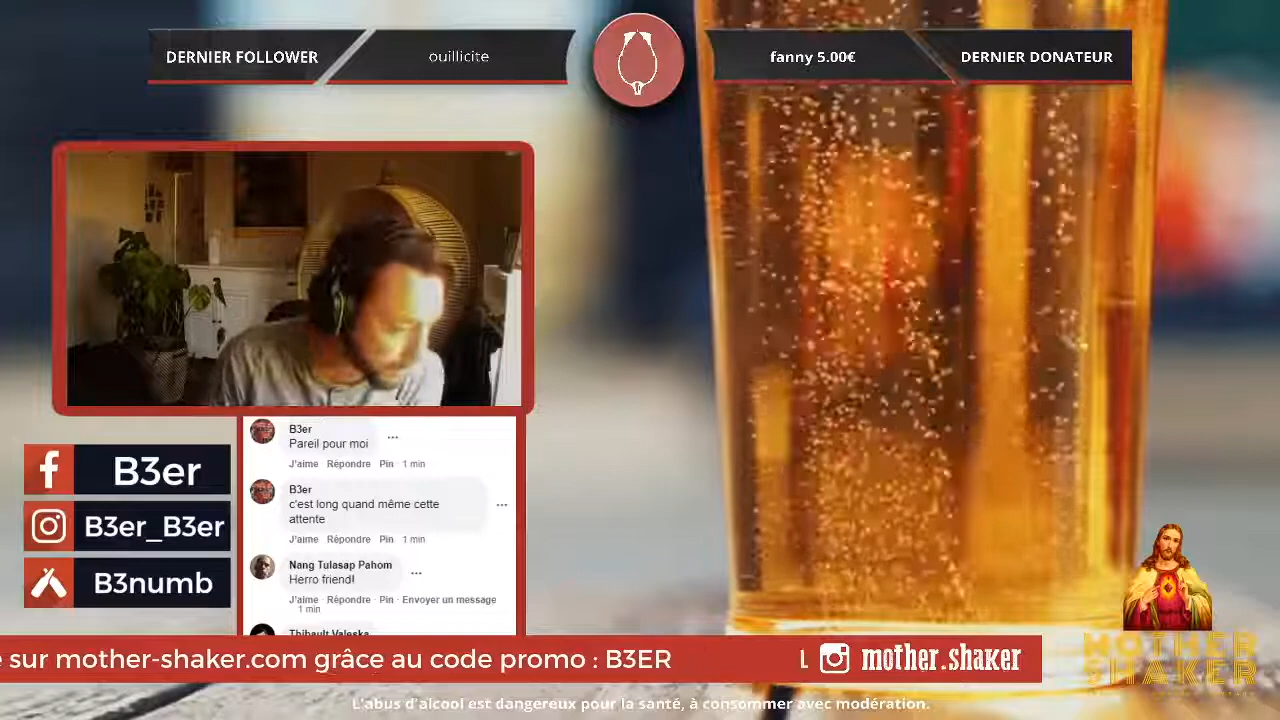 DERNIER FOLLOWER
ouillicite
fanny 5.00€
DERNIER DONATEUR
B3er
Pareil pour moi
J'aime Répondre Pin · 1 min
B3er
c'est long quand même cette
attente
J'aime Répondre Pin · 1 min
Nang Tulasap Pahom
Herro friend!
J'aime · Répondre · Pin · Envoyer un message
1 min
Thibault Valeska
B3er
B3er_B3er
B3numb
sur mother-shaker.com grâce au code promo : B3ER
L
mother.shaker
MOTHER
SHAKER
L'abus d'alcool est dangereux pour la santé, à consommer avec modération.